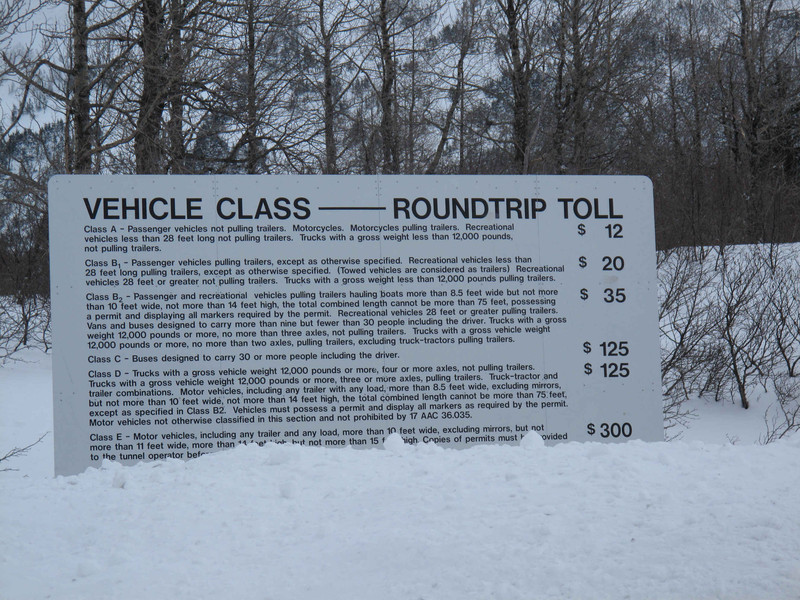 VEHICLE CLASS — ROUNDTRIP TOLL
Class A - Passenger vehicles not pulling trailers. Motorcycles. Motorcycles pulling trailers. Recreational $ 12
vehicles less than 28 feet long not pulling trailers. Trucks with a gross weight less than 12,000 pounds,
not pulling trailers.
Class B1 - Passenger vehicles pulling trailers, except as otherwise specified. Recreational vehicles less than $ 20
28 feet long pulling trailers, except as otherwise specified. (Towed vehicles are considered as trailers) Recreational
vehicles 28 feet or greater not pulling trailers. Trucks with a gross weight less than 12,000 pounds pulling trailers.
Class B2 - Passenger and recreational vehicles pulling trailers hauling boats more than 8.5 feet wide but not more $ 35
than 10 feet wide, not more than 14 feet high, the total combined length cannot be more than 75 feet, possessing
a permit and displaying all markers required by the permit. Recreational vehicles 28 feet or greater pulling trailers.
Vans and buses designed to carry more than nine but fewer than 30 people including the driver. Trucks with a gross
weight 12,000 pounds or more, no more than three axles, not pulling trailers. Trucks with a gross vehicle weight
12,000 pounds or more, no more than two axles, pulling trailers, excluding truck-tractors pulling trailers.
Class C - Buses designed to carry 30 or more people including the driver. $ 125
Class D - Trucks with a gross vehicle weight 12,000 pounds or more, four or more axles, not pulling trailers. $ 125
Trucks with a gross vehicle weight 12,000 pounds or more, three or more axles, pulling trailers. Truck-tractor and
trailer combinations. Motor vehicles, including any trailer with any load, more than 8.5 feet wide, excluding mirrors,
but not more than 10 feet wide, not more than 14 feet high, the total combined length cannot be more than 75 feet,
except as specified in Class B2. Vehicles must possess a permit and display all markers as required by the permit.
Motor vehicles not otherwise classified in this section and not prohibited by 17 AAC 36.035.
Class E - Motor vehicles, including any trailer and any load, more than 10 feet wide, excluding mirrors, but not $ 300
more than 11 feet wide, more than 14 feet high, but not more than 15 high. Copies of permits must
to the tunnel operator